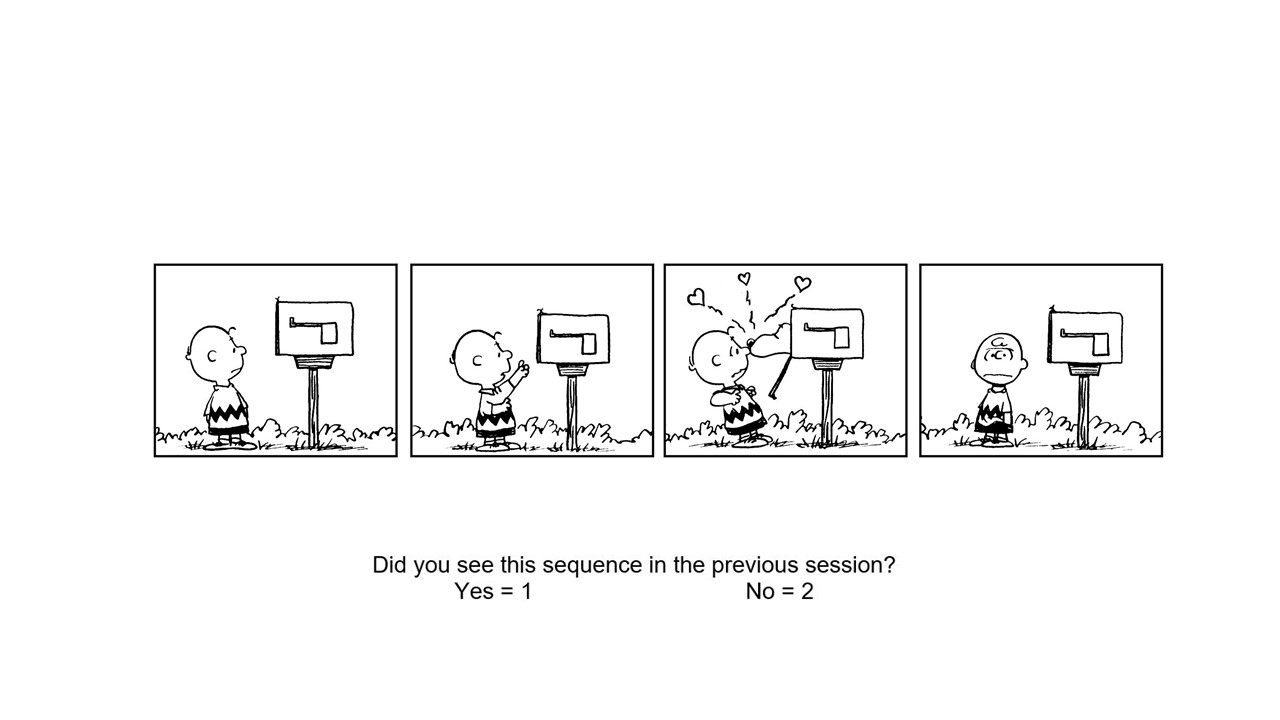 Did you see this sequence in the previous session?
Yes = 1 No = 2